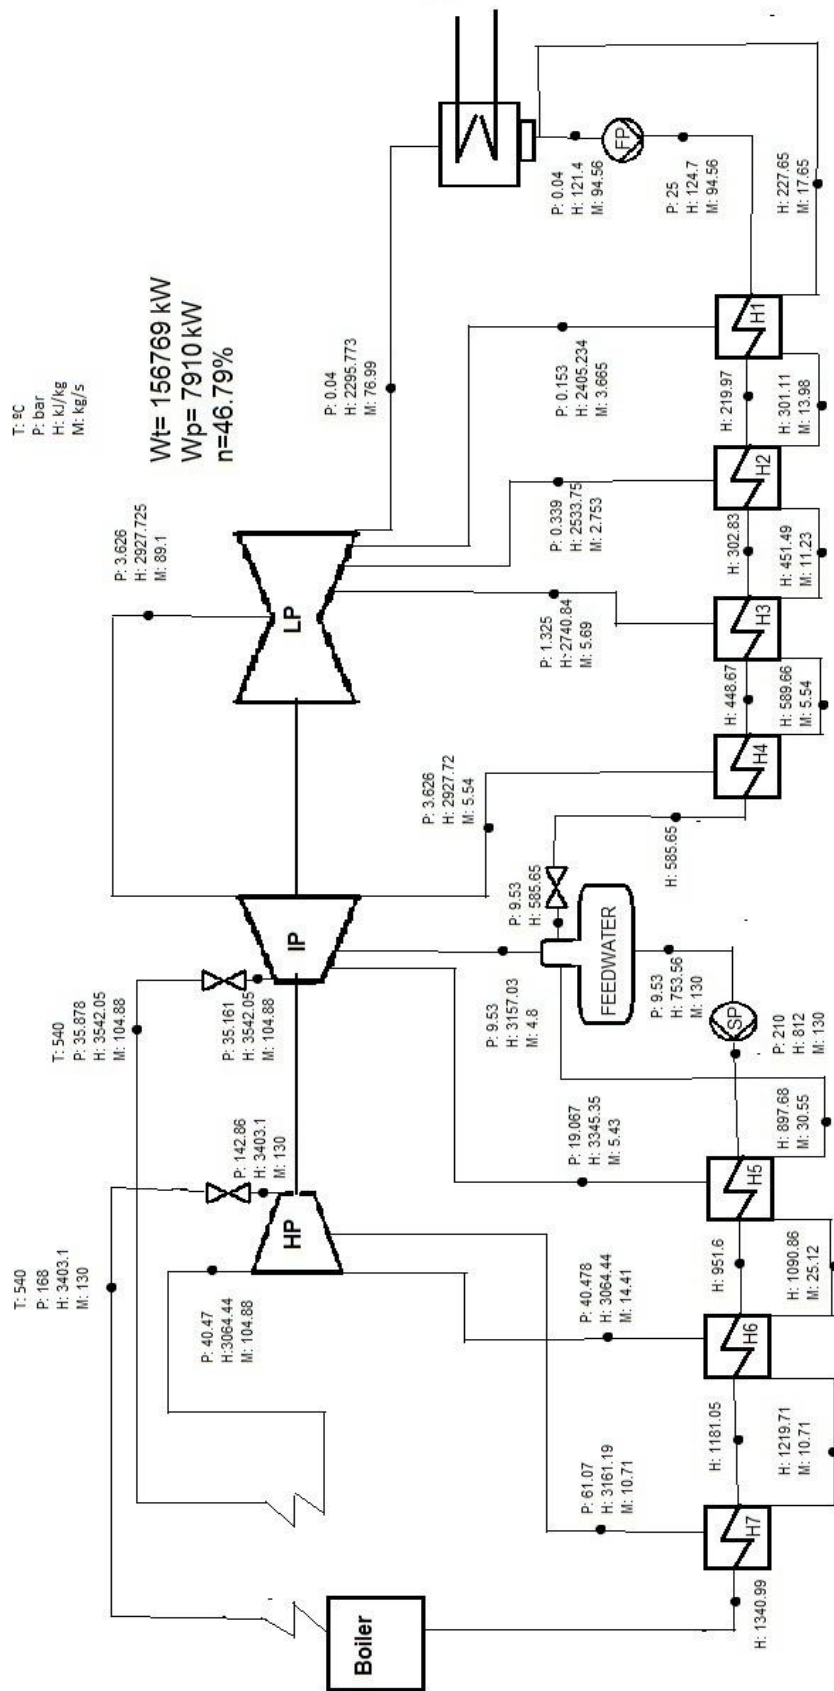 T: 540
P: 168
H: 3403.1
M: 130
T: 540
P: 35.878
H: 3542.05
M: 104.88
P: 3.626
H: 2927.725
M: 89.1
T: ºC
P: bar
H: kJ/kg
M: kg/s
Wt= 156769 kW
Wp= 7910 kW
n=46.79%
P: 40.47
H:3064.44
M: 104.88
P: 142.86
H: 3403.1
M: 130
P: 35.161
H: 3542.05
M: 104.88
HP
IP
LP
P: 0.04
H: 2295.773
M: 76.99
Boiler
P: 61.07
H: 3161.19
M: 10.71
P: 40.478
H: 3064.44
M: 14.41
P: 19.067
H: 3345.35
M: 5.43
P: 9.53
H: 3157.03
M: 4.8
P: 9.53
H: 585.65
P: 3.626
H: 2927.72
M: 5.54
P: 1.325
H: 2740.84
M: 5.69
P: 0.339
H: 2533.75
M: 2.753
P: 0.153
H: 2405.234
M: 3.665
P: 0.04
H: 121.4
M: 94.56
FP
P: 25
H: 124.7
M: 94.56
FEEDWATER
P: 9.53
H: 753.56
M: 130
SP
P: 210
H: 812
M: 130
H: 585.65
H: 1340.99
H7
H: 1181.05
H6
H: 951.6
H5
H4
H: 448.67
H3
H: 302.83
H2
H: 219.97
H1
H: 1219.71
M: 10.71
H: 1090.86
M: 25.12
H: 897.68
M: 30.55
H: 589.66
M: 5.54
H: 451.49
M: 11.23
H: 301.11
M: 13.98
H: 227.65
M: 17.65